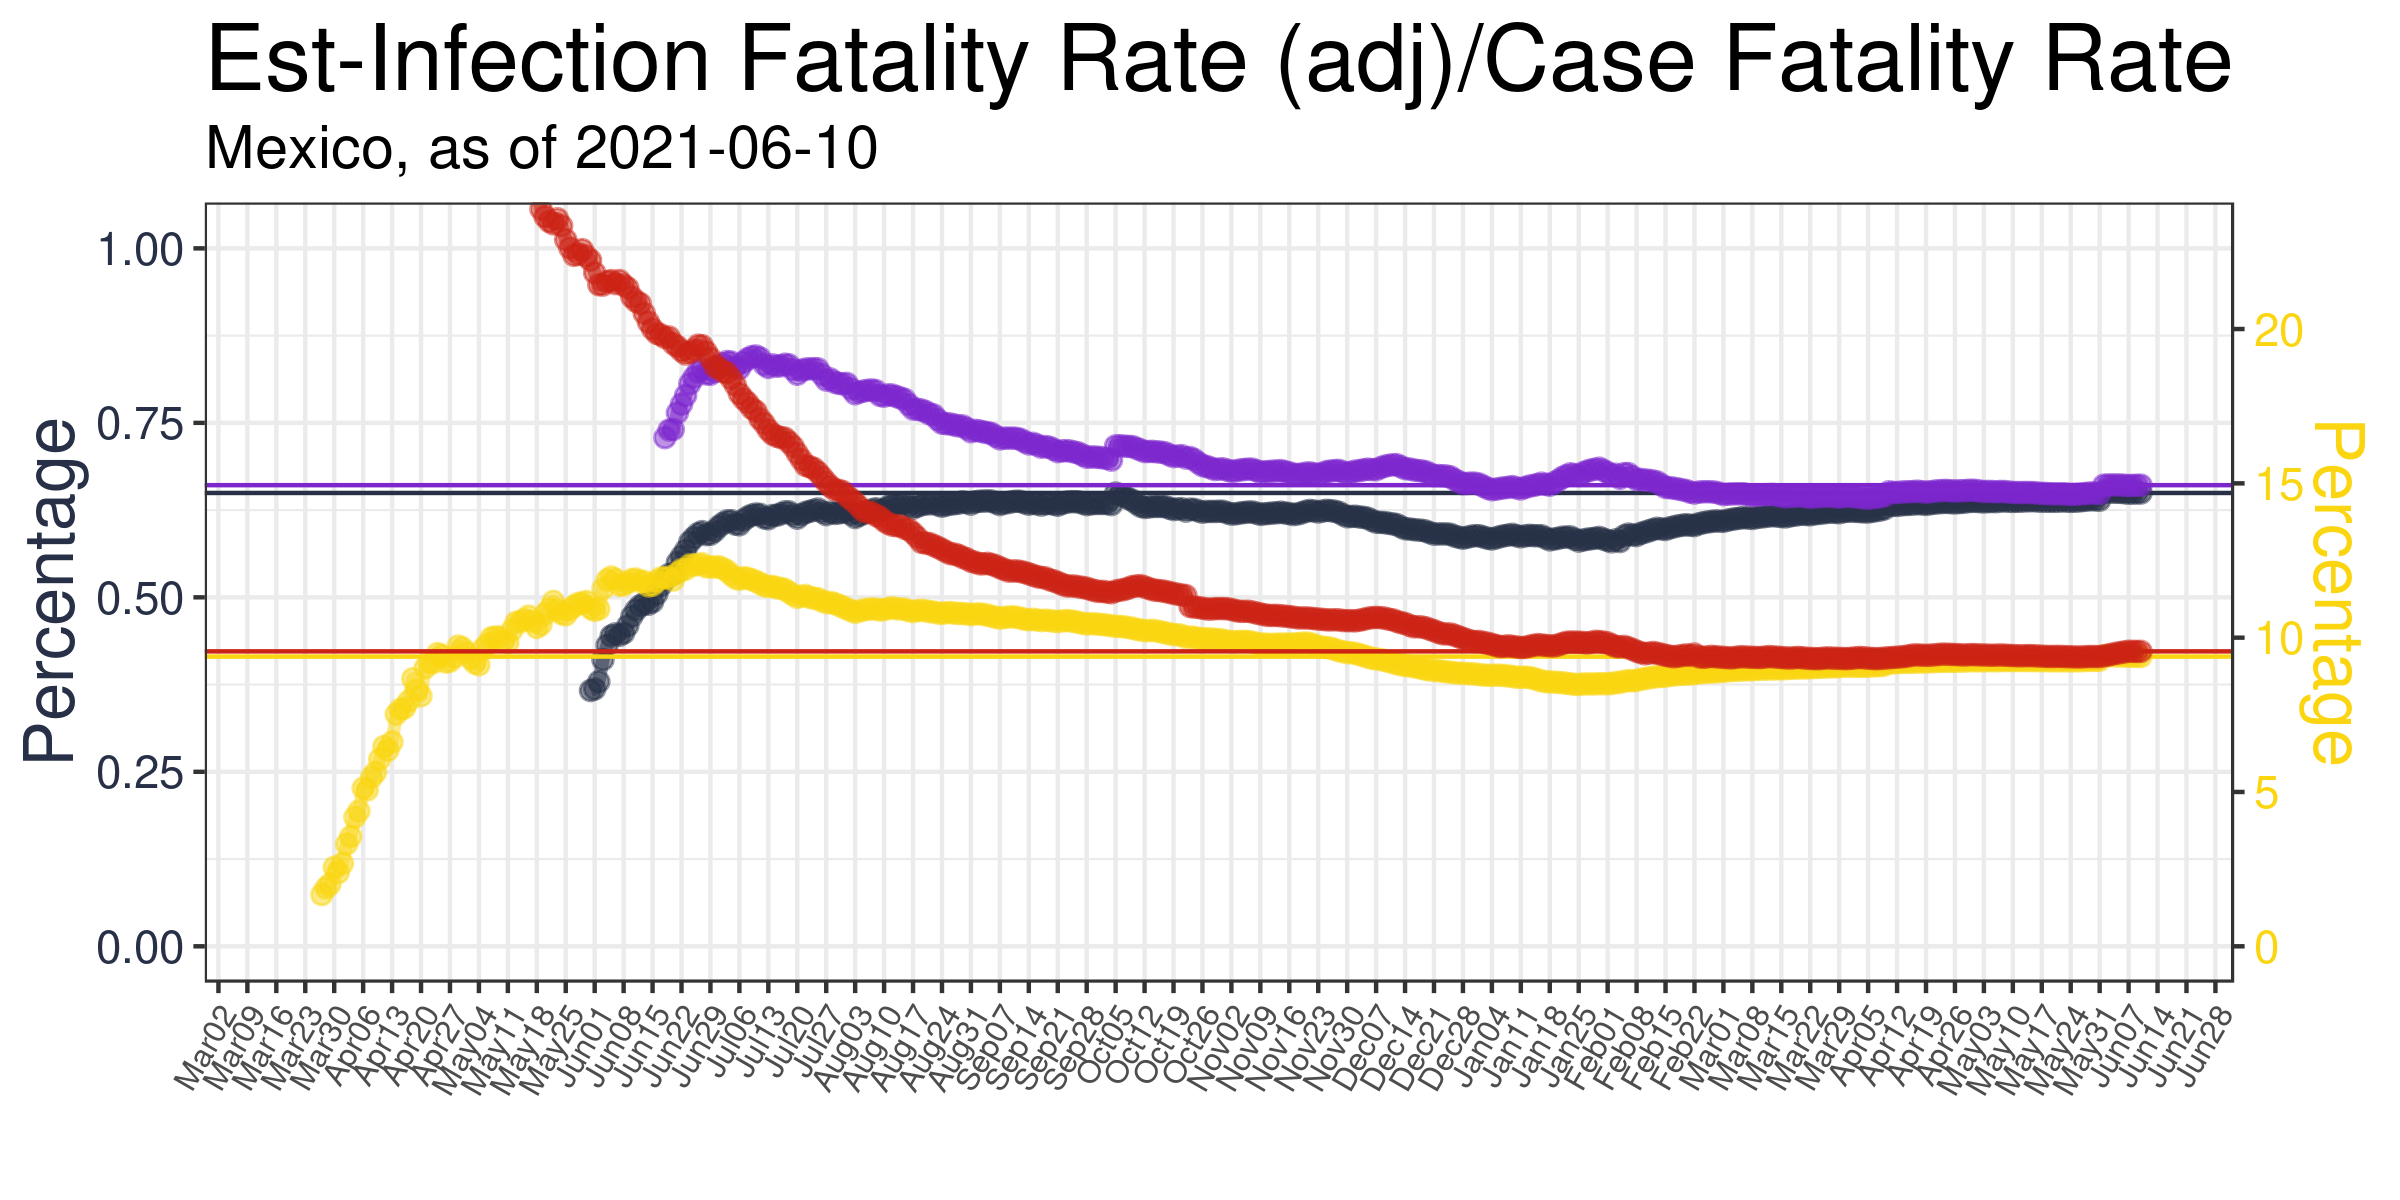 Est-Infection Fatality Rate (adj)/Case Fatality Rate
Mexico, as of 2021-06-10
Percentage
1.00
0.75
0.50
0.25
0.00
20
15
10
5
0
Percentage
Mar02
Mar09
Mar16
Mar23
Mar30
Apr06
Apr13
Apr20
Apr27
May04
May11
May18
May25
Jun01
Jun08
Jun15
Jun22
Jun29
Jul06
Jul13
Jul20
Jul27
Aug03
Aug10
Aug17
Aug24
Aug31
Sep07
Sep14
Sep21
Sep28
Oct05
Oct12
Oct19
Oct26
Nov02
Nov09
Nov16
Nov23
Nov30
Dec07
Dec14
Dec21
Dec28
Jan04
Jan11
Jan18
Jan25
Feb01
Feb08
Feb15
Feb22
Mar01
Mar08
Mar15
Mar22
Mar29
Apr05
Apr12
Apr19
Apr26
May03
May10
May17
May24
May31
Jun07
Jun14
Jun21
Jun28